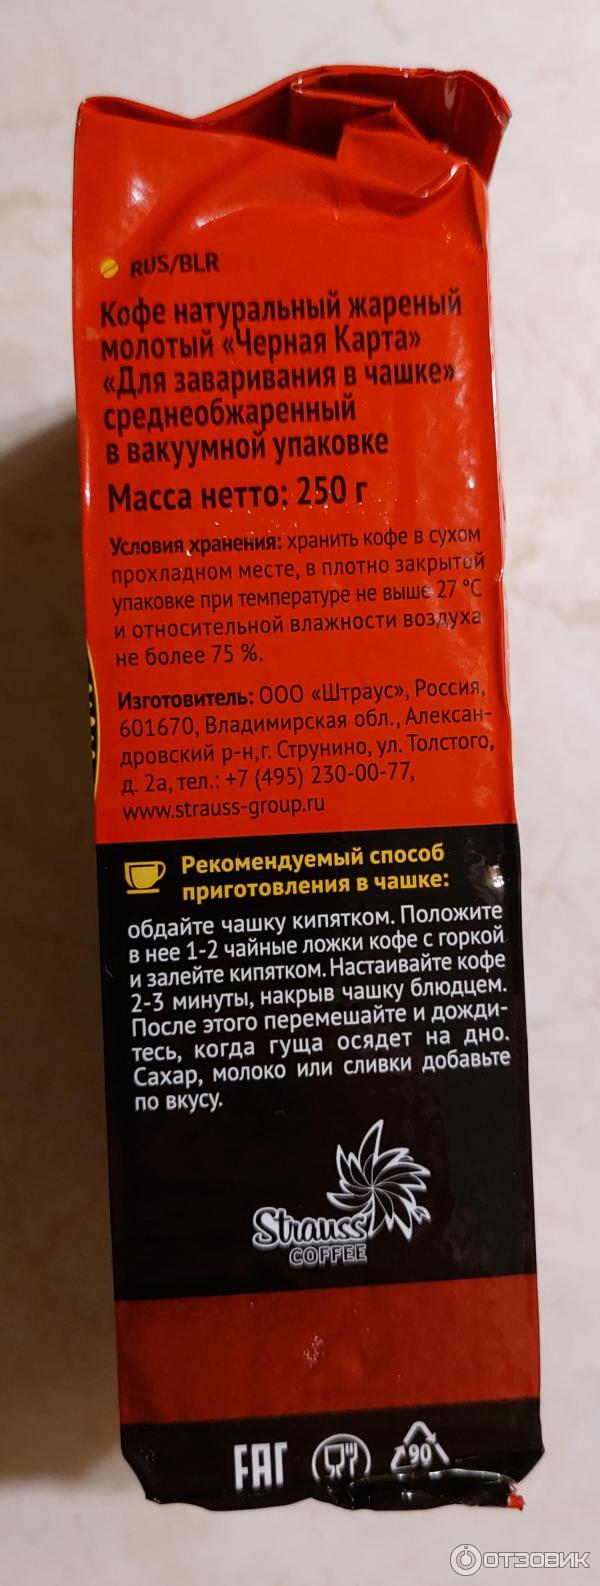 RUS/BLR
Кофе натуральный жареный
молотый «Черная Карта»
«Для заваривания в чашке»
среднеобжаренный
в вакуумной упаковке
Масса нетто: 250 г
Условия хранения: хранить кофе в сухом
прохладном месте, в плотно закрытой
упаковке при температуре не выше 27 °C
и относительной влажности воздуха
не более 75 %.
Изготовитель: ООО «Штраус», Россия,
601670, Владимирская обл., Алексан-
дровский р-н,г. Струнино, ул. Толстого,
д. 2а, тел.: +7 (495) 230-00-77,
www.strauss-group.ru
Рекомендуемый способ
приготовления в чашке:
обдайте чашку кипятком. Положите
в нее 1-2 чайные ложки кофе с горкой
и залейте кипятком. Настаивайте кофе
2-3 минуты, накрыв чашку блюдцем.
После этого перемешайте и дожди-
тесь, когда гуща осядет на дно.
Сахар, молоко или сливки добавьте
по вкусу.
Strauss
COFFEE
EAC
90
ОТЗОВИК